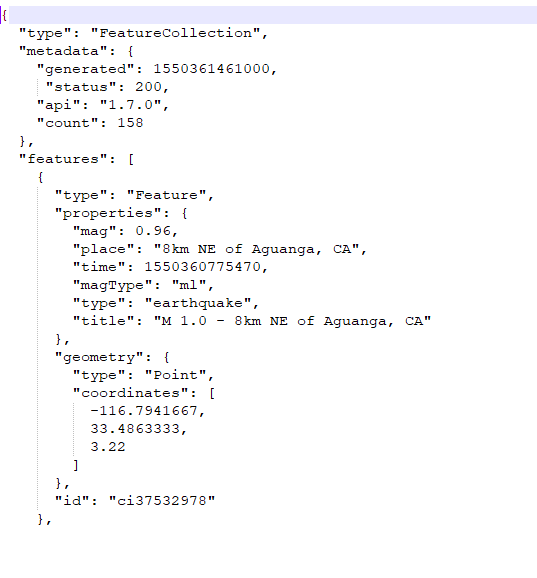 {
"type": "FeatureCollection",
"metadata": {
"generated": 1550361461000,
"status": 200,
"api": "1.7.0",
"count": 158
},
"features": [
{
"type": "Feature",
"properties": {
"mag": 0.96,
"place": "8km NE of Aguanga, CA",
"time": 1550360775470,
"magType": "ml",
"type": "earthquake",
"title": "M 1.0 - 8km NE of Aguanga, CA"
},
"geometry": {
"type": "Point",
"coordinates": [
-116.7941667,
33.4863333,
3.22
]
},
"id": "ci37532978"
},